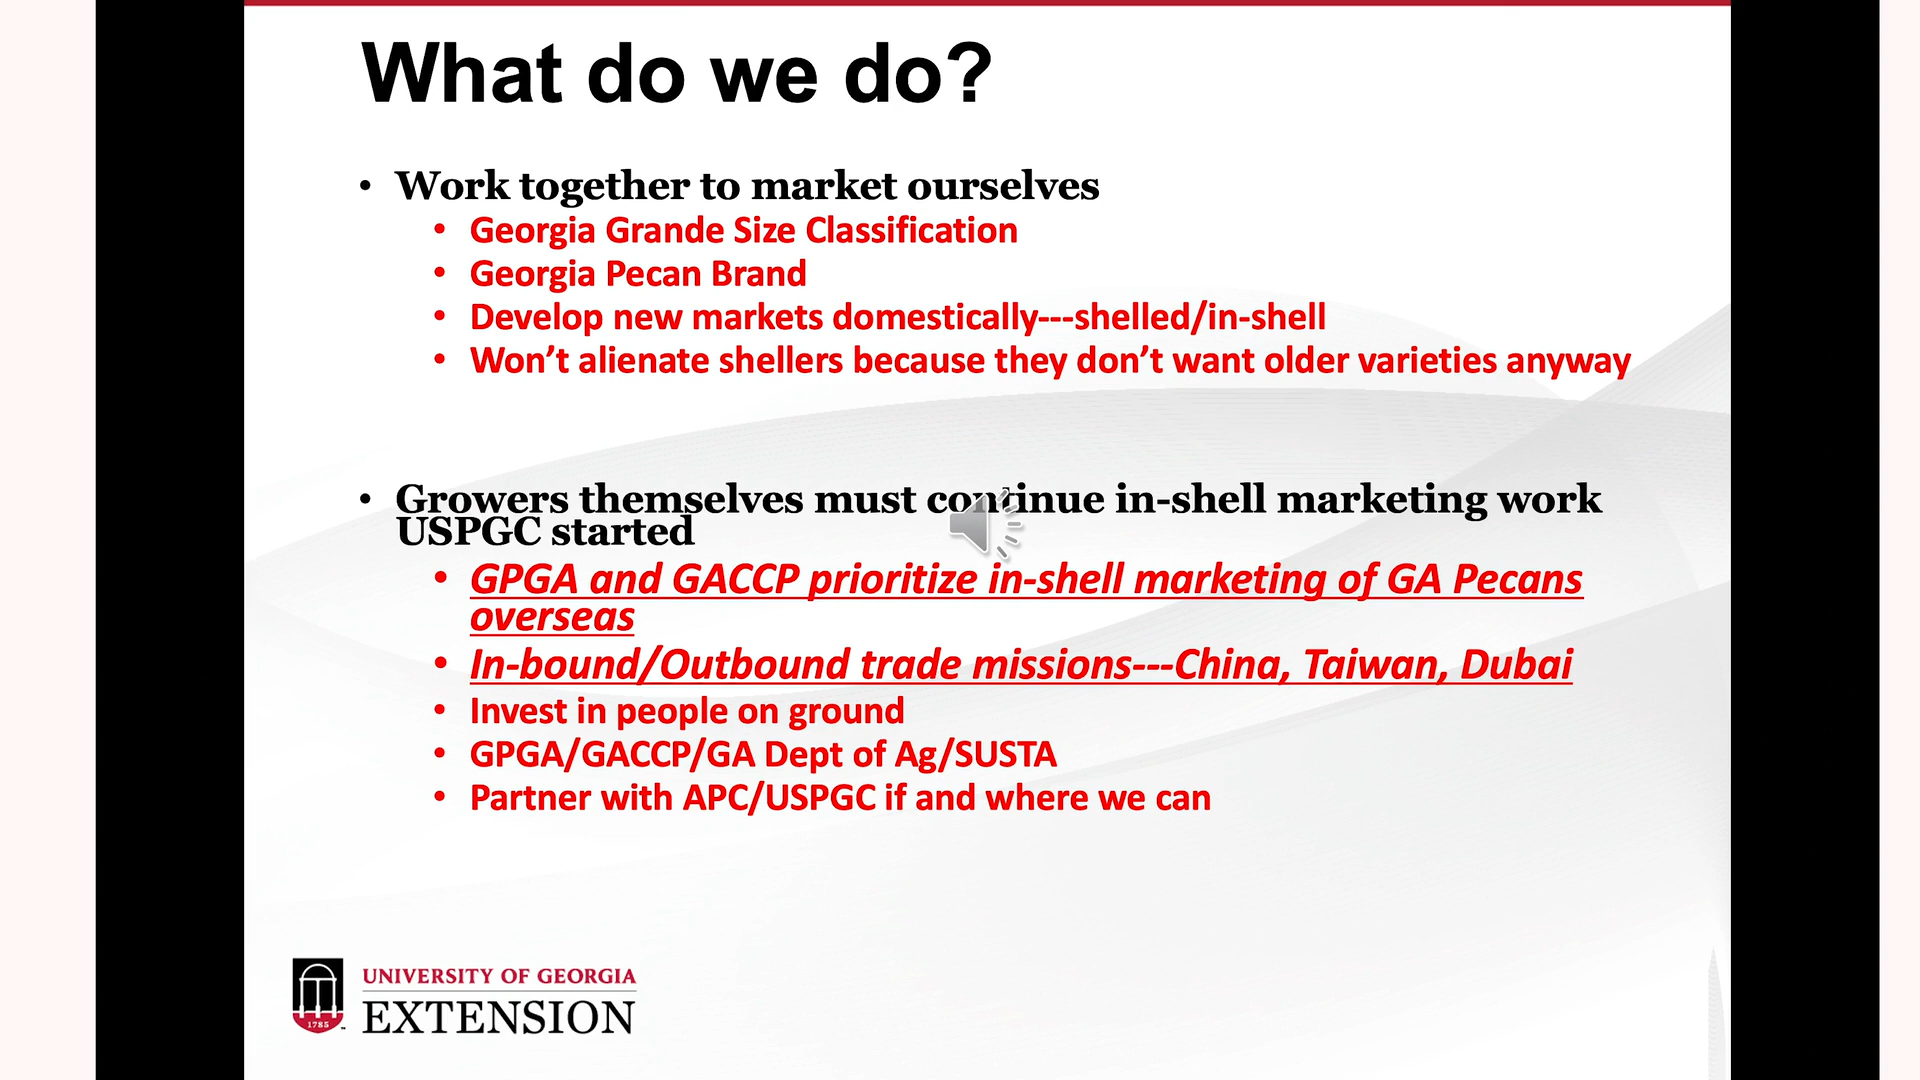 What do we do?
• Work together to market ourselves
• Georgia Grande Size Classification
• Georgia Pecan Brand
• Develop new markets domestically---shelled/in-shell
• Won’t alienate shellers because they don’t want older varieties anyway
• Growers themselves must continue in-shell marketing work
USPGC started
• GPGA and GACCP prioritize in-shell marketing of GA Pecans
overseas
• In-bound/Outbound trade missions---China, Taiwan, Dubai
• Invest in people on ground
• GPGA/GACCP/GA Dept of Ag/SUSTA
• Partner with APC/USPGC if and where we can
1785
UNIVERSITY OF GEORGIA
EXTENSION